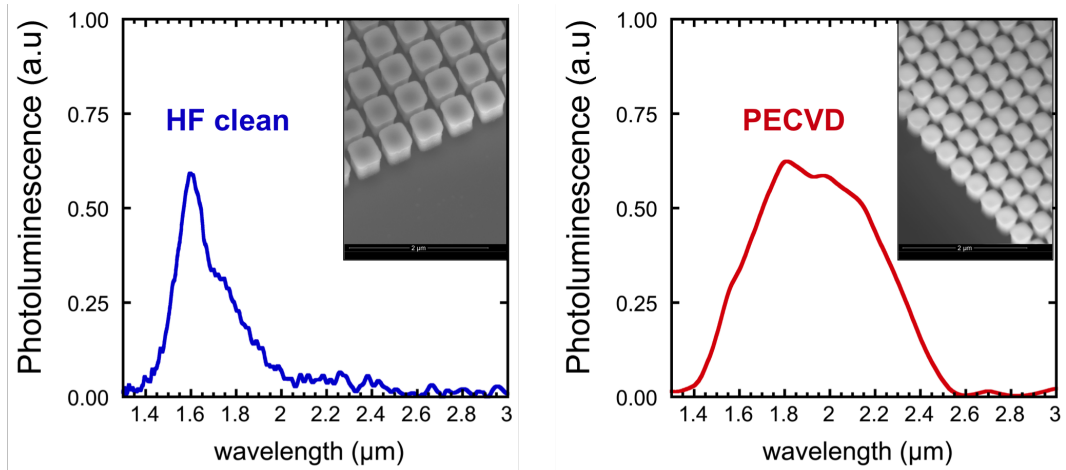 Photoluminescence (a.u)
1.00
0.75
0.50
0.25
0.00
HF clean
2 µm
1.4 1.6 1.8 2 2.2 2.4 2.6 2.8 3
wavelength (µm)
Photoluminescence (a.u)
1.00
0.75
0.50
0.25
0.00
PECVD
2 µm
1.4 1.6 1.8 2 2.2 2.4 2.6 2.8 3
wavelength (µm)